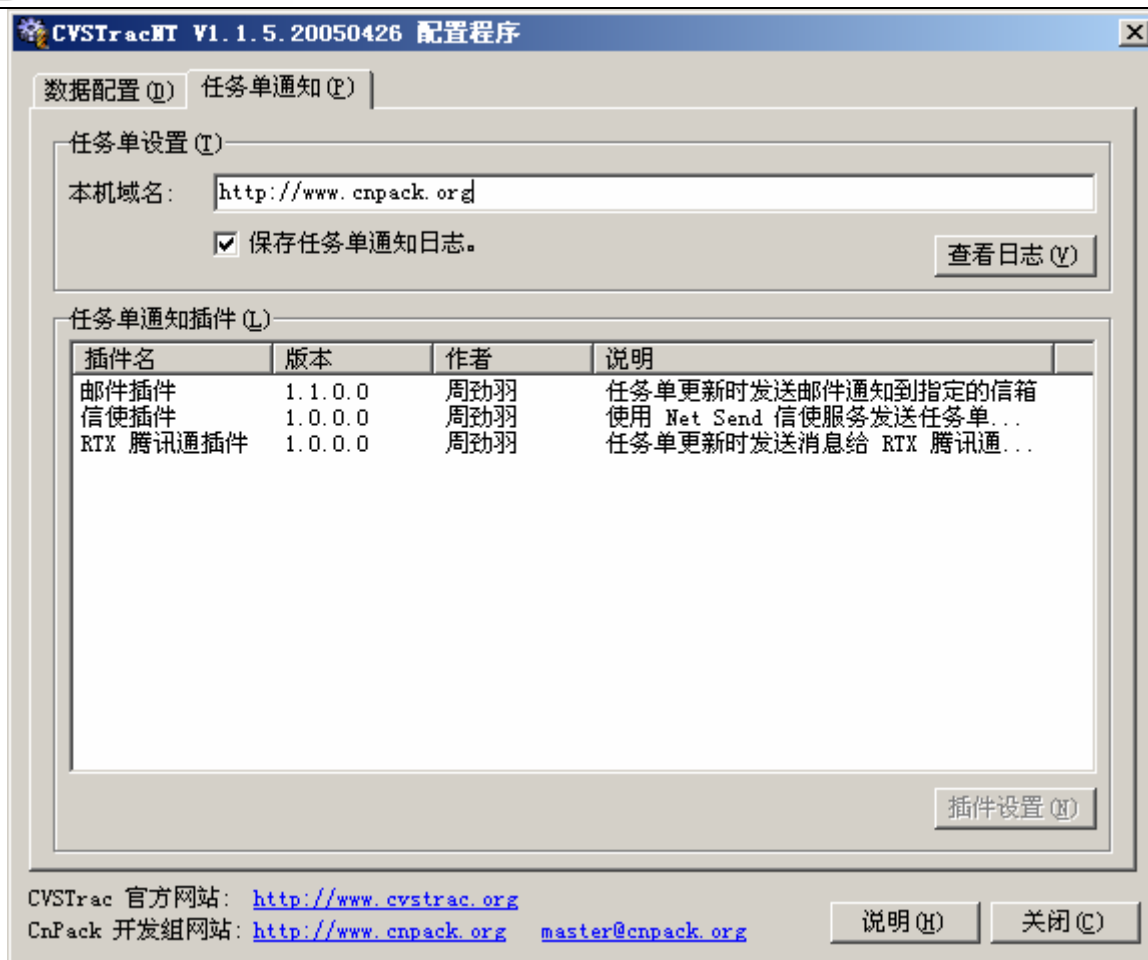 CVSTracNT V1.1.5.20050426 配置程序
数据配置(D) 任务单通知(P)
任务单设置(T)
本机域名: http://www.cnpack.org
保存任务单通知日志。
查看日志(V)
任务单通知插件(L)
插件名 版本 作者 说明
邮件插件 1.1.0.0 周劲羽 任务单更新时发送邮件通知到指定的信箱
信使插件 1.0.0.0 周劲羽 使用 Net Send 信使服务发送任务单...
RTX 腾讯通插件 1.0.0.0 周劲羽 任务单更新时发送消息给 RTX 腾讯通...
插件设置(N)
CVSTrac 官方网站: http://www.cvstrac.org
CnPack 开发组网站: http://www.cnpack.org master@cnpack.org
说明(H) 关闭(C)